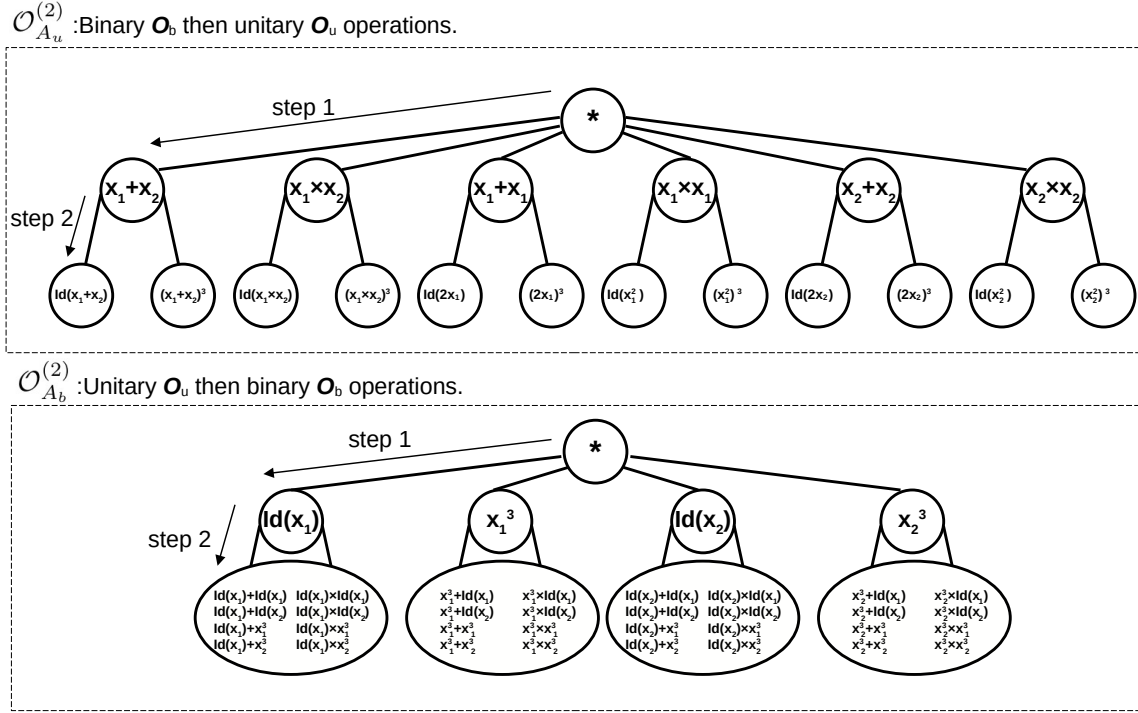 𝒪_{A_u}^{(2)} :Binary O_b then unitary O_u operations.
step 1
*
x₁+x₂ x₁×x₂ x₁+x₁ x₁×x₁ x₂+x₂ x₂×x₂
step 2
Id(x₁+x₂) (x₁+x₂)³ Id(x₁×x₂) (x₁×x₂)³ Id(2x₁) (2x₁)³ Id(x₁²) (x₁²)³ Id(2x₂) (2x₂)³ Id(x₂²) (x₂²)³
𝒪_{A_b}^{(2)} :Unitary O_u then binary O_b operations.
step 1
*
Id(x₁) x₁³ Id(x₂) x₂³
step 2
Id(x₁)+Id(x₁) Id(x₁)×Id(x₁) x₁³+Id(x₁) x₁³×Id(x₁) Id(x₂)+Id(x₁) Id(x₂)×Id(x₁) x₂³+Id(x₁) x₂³×Id(x₁)
Id(x₁)+Id(x₂) Id(x₁)×Id(x₂) x₁³+Id(x₂) x₁³×Id(x₂) Id(x₂)+Id(x₂) Id(x₂)×Id(x₂) x₂³+Id(x₂) x₂³×Id(x₂)
Id(x₁)+x₁³ Id(x₁)×x₁³ x₁³+x₁³ x₁³×x₁³ Id(x₂)+x₁³ Id(x₂)×x₁³ x₂³+x₁³ x₂³×x₁³
Id(x₁)+x₂³ Id(x₁)×x₂³ x₁³+x₂³ x₁³×x₂³ Id(x₂)+x₂³ Id(x₂)×x₂³ x₂³+x₂³ x₂³×x₂³